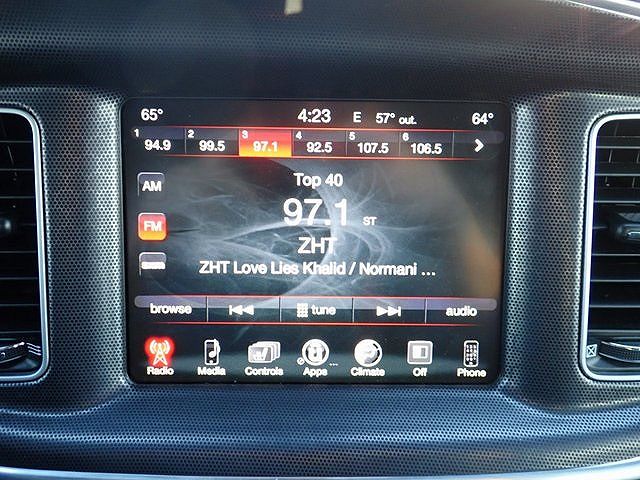 65° 4:23 E 57° out. 64°
1 2 3 4 5 6
94.9 99.5 97.1 92.5 107.5 106.5
AM
Top 40
97.1 ST
FM
ZHT
ZHT Love Lies Khalid / Normani ...
browse tune audio
Radio Media Controls Apps Climate Off Phone